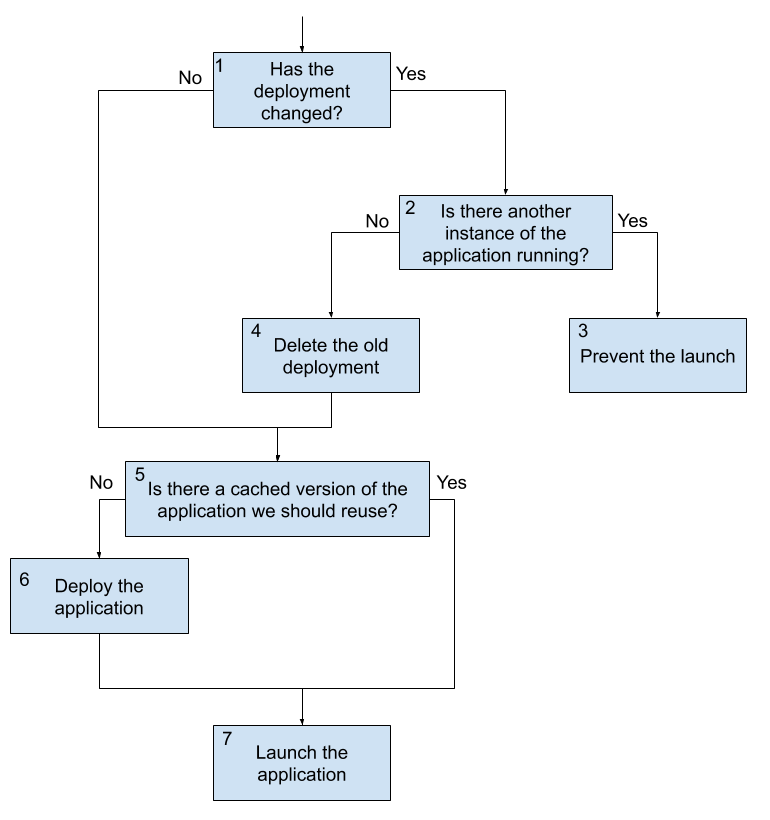 No
1
Has the
deployment
changed?
Yes
2
Is there another
instance of the
application running?
No
Yes
4
Delete the old
deployment
3
Prevent the launch
5
Is there a cached version of the
application we should reuse?
No
Yes
6
Deploy the
application
7
Launch the
application